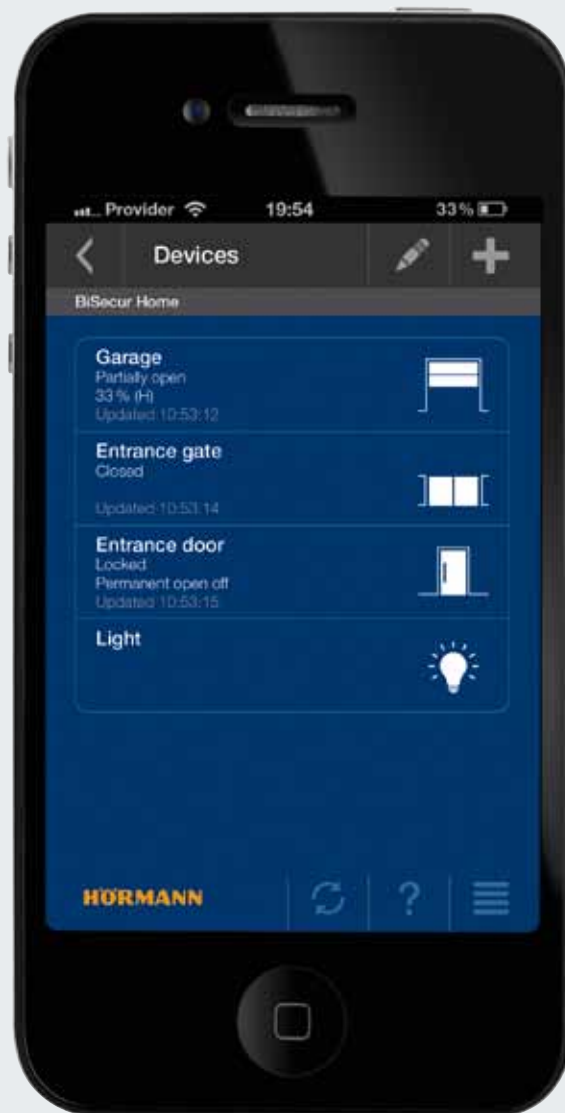 Provider 19:54 33%
Devices
BiSecur Home
Garage
Partially open
33 % (H)
Updated 10:53:12
Entrance gate
Closed
Updated 10:53:14
Entrance door
Locked
Permanent open off
Updated 10:53:15
Light
HÖRMANN ?